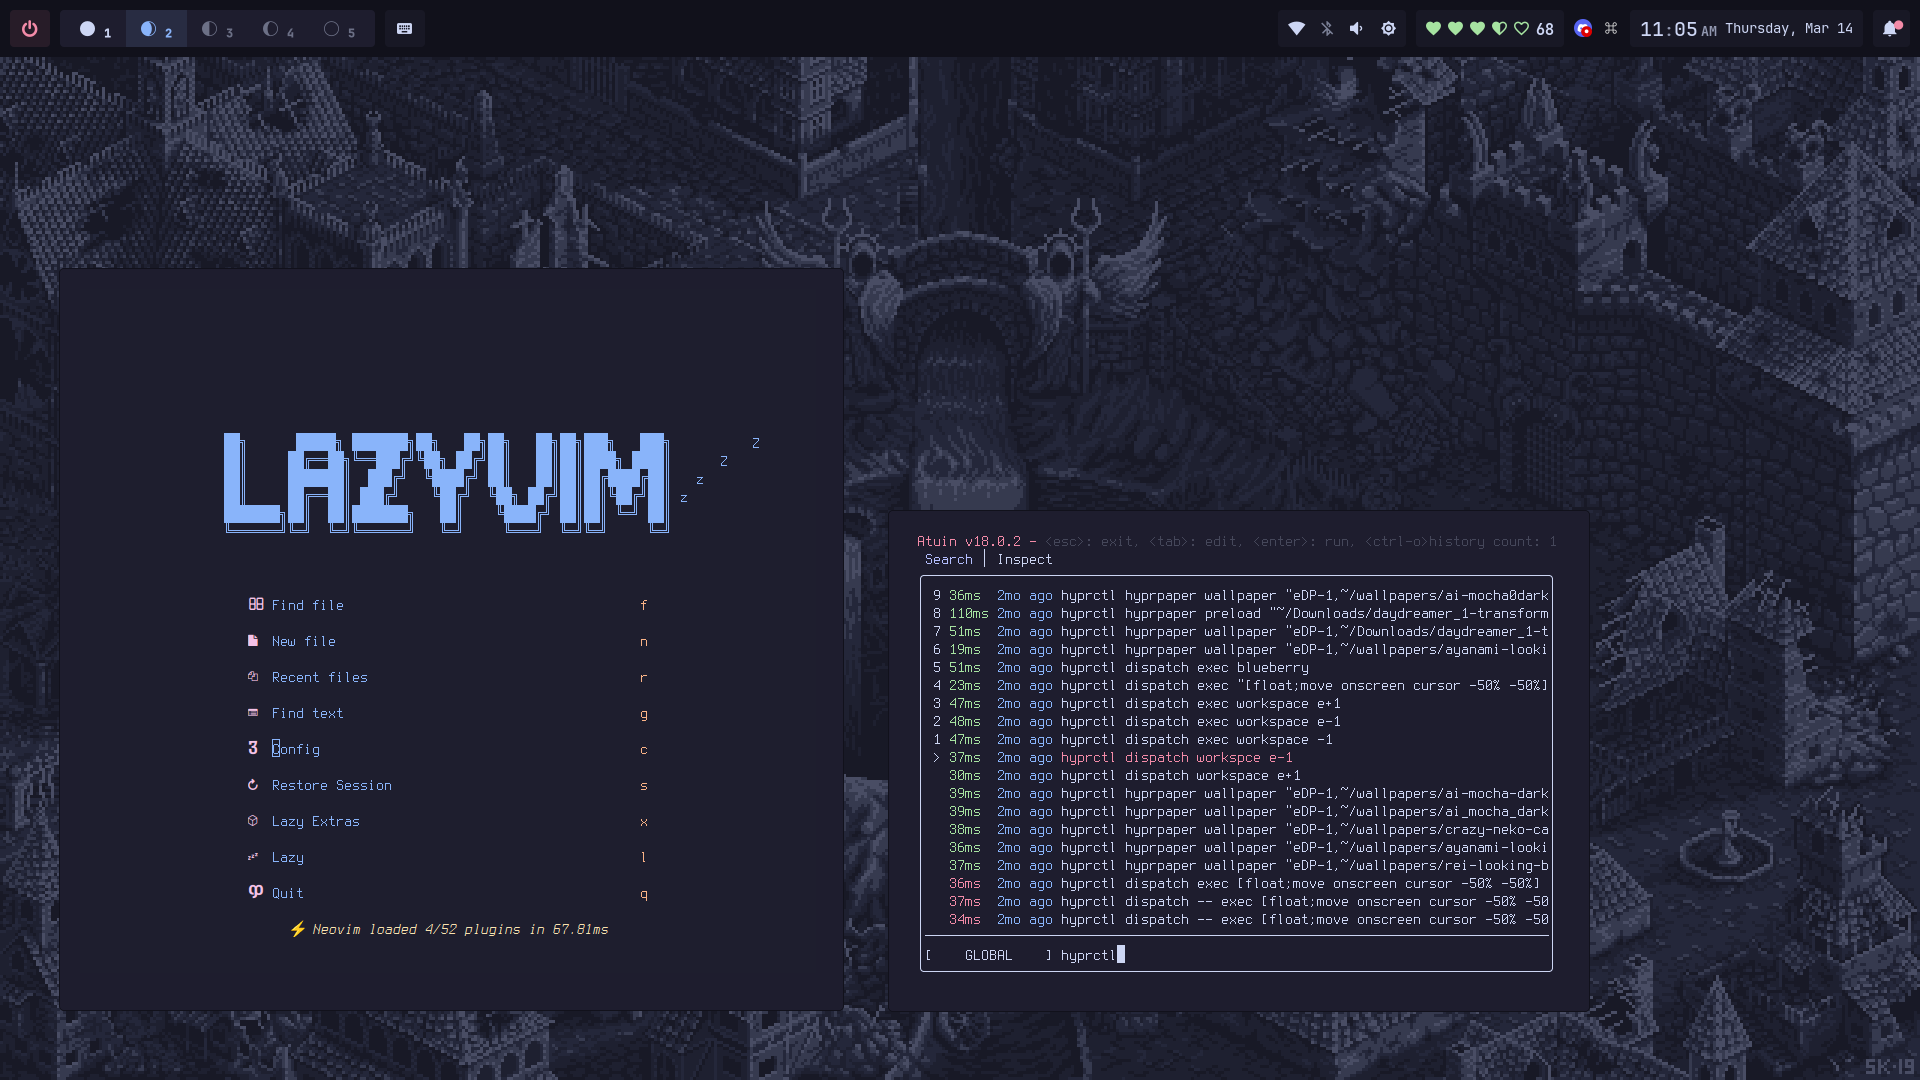 1 2 3 4 5
68
11:05 AM Thursday, Mar 14
LAZYVIM
Z
Z
z
z
Find file f
New file n
Recent files r
Find text g
Config c
Restore Session s
Lazy Extras x
Lazy l
Quit q
⚡ Neovim loaded 4/52 plugins in 67.81ms
Atuin v18.0.2 - <esc>: exit, <tab>: edit, <enter>: run, <ctrl-o>history count: 1
Search | Inspect
9 36ms 2mo ago hyprctl hyprpaper wallpaper "eDP-1,~/wallpapers/ai-mocha0dark
8 110ms 2mo ago hyprctl hyprpaper preload "~/Downloads/daydreamer_1-transform
7 51ms 2mo ago hyprctl hyprpaper wallpaper "eDP-1,~/Downloads/daydreamer_1-t
6 19ms 2mo ago hyprctl hyprpaper wallpaper "eDP-1,~/wallpapers/ayanami-looki
5 51ms 2mo ago hyprctl dispatch exec blueberry
4 23ms 2mo ago hyprctl dispatch exec "[float;move onscreen cursor -50% -50%]
3 47ms 2mo ago hyprctl dispatch exec workspace e+1
2 48ms 2mo ago hyprctl dispatch exec workspace e-1
1 47ms 2mo ago hyprctl dispatch exec workspace -1
> 37ms 2mo ago hyprctl dispatch workspce e-1
30ms 2mo ago hyprctl dispatch workspace e+1
39ms 2mo ago hyprctl hyprpaper wallpaper "eDP-1,~/wallpapers/ai-mocha-dark
39ms 2mo ago hyprctl hyprpaper wallpaper "eDP-1,~/wallpapers/ai_mocha_dark
38ms 2mo ago hyprctl hyprpaper wallpaper "eDP-1,~/wallpapers/crazy-neko-ca
36ms 2mo ago hyprctl hyprpaper wallpaper "eDP-1,~/wallpapers/ayanami-looki
37ms 2mo ago hyprctl hyprpaper wallpaper "eDP-1,~/wallpapers/rei-looking-b
36ms 2mo ago hyprctl dispatch exec [float;move onscreen cursor -50% -50%]
37ms 2mo ago hyprctl dispatch -- exec [float;move onscreen cursor -50% -50
34ms 2mo ago hyprctl dispatch -- exec [float;move onscreen cursor -50% -50
[ GLOBAL ] hyprctl
SK·19